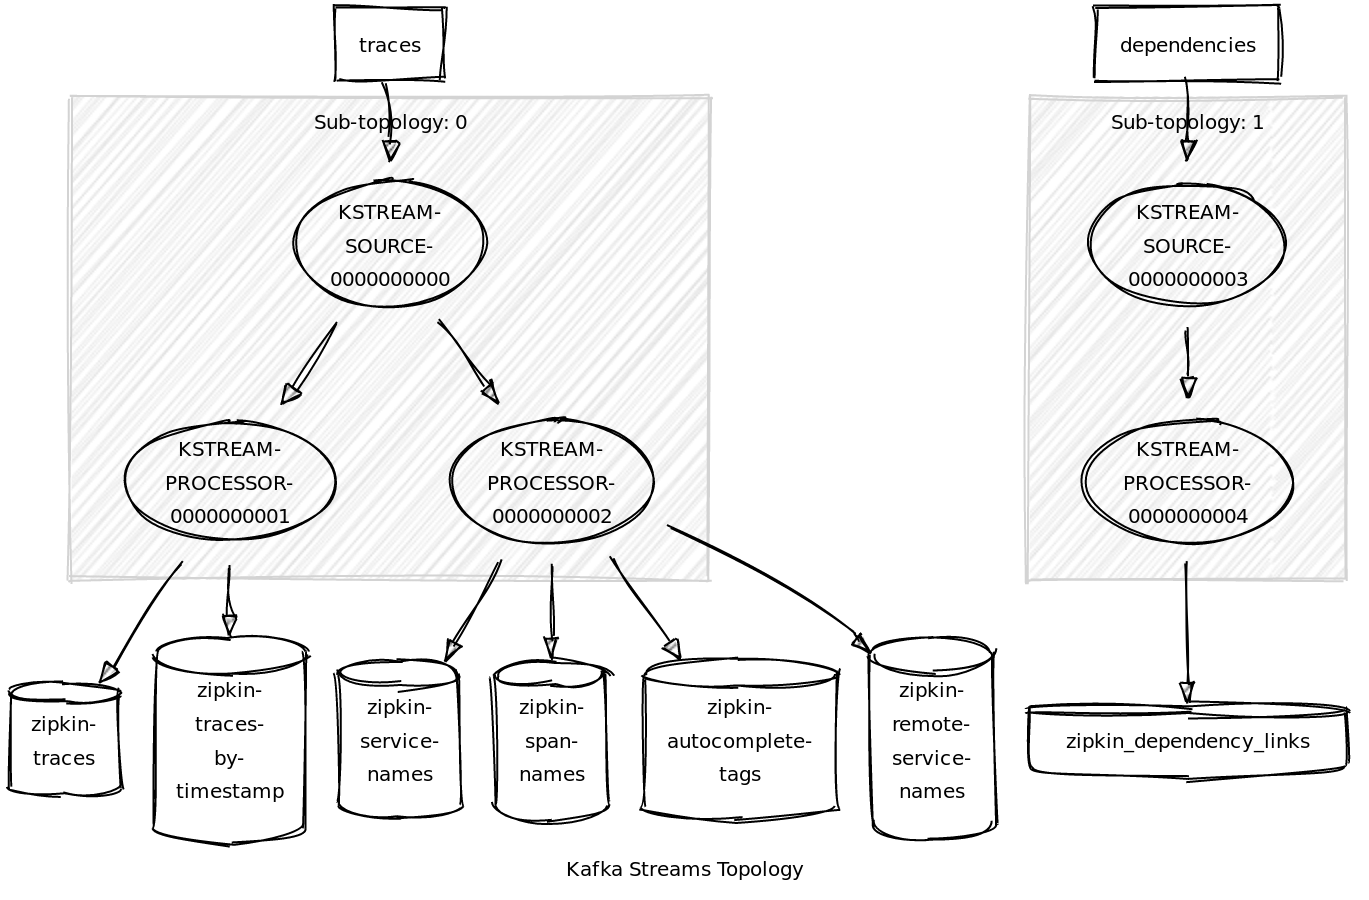 traces
dependencies
Sub-topology: 0
Sub-topology: 1
KSTREAM-
SOURCE-
0000000000
KSTREAM-
SOURCE-
0000000003
KSTREAM-
PROCESSOR-
0000000001
KSTREAM-
PROCESSOR-
0000000002
KSTREAM-
PROCESSOR-
0000000004
zipkin-
traces
zipkin-
traces-
by-
timestamp
zipkin-
service-
names
zipkin-
span-
names
zipkin-
autocomplete-
tags
zipkin-
remote-
service-
names
zipkin_dependency_links
Kafka Streams Topology